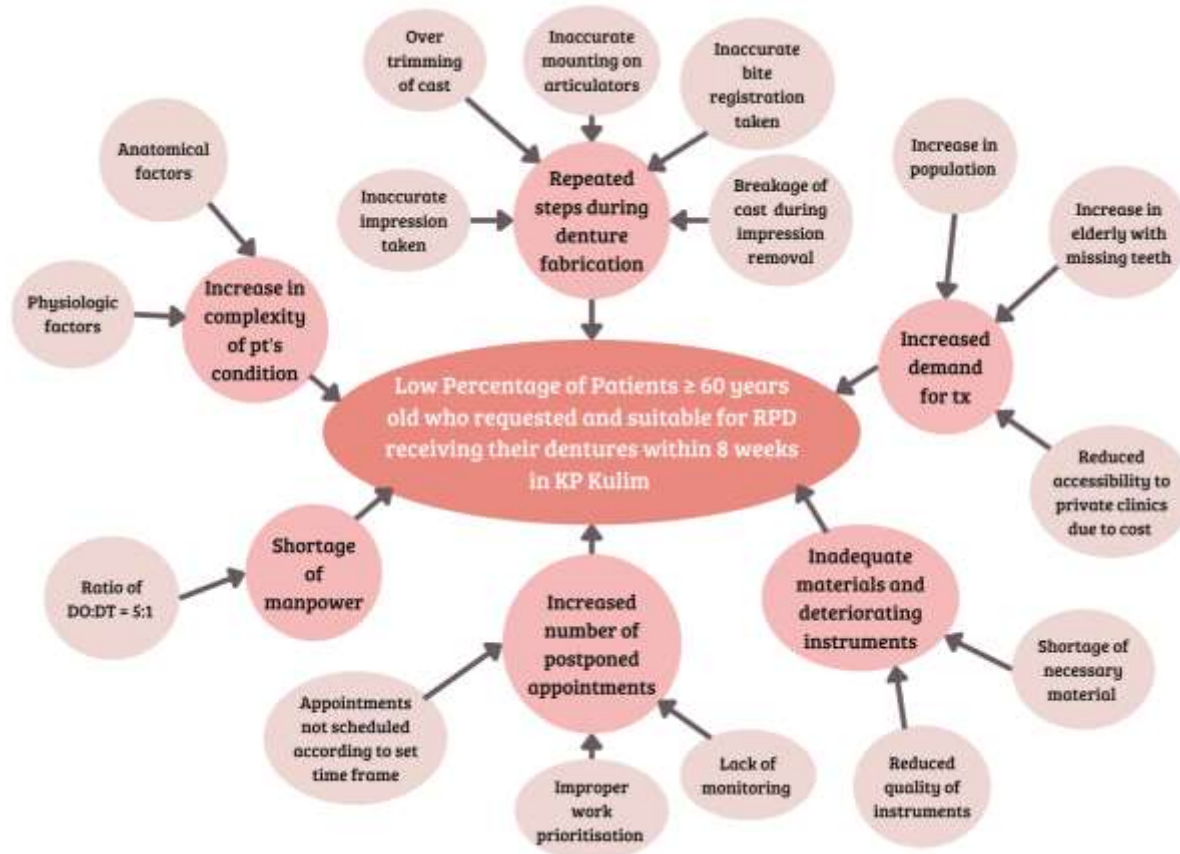 Over
trimming
of cast
Inaccurate
mounting on
articulators
Inaccurate
bite
registration
taken
Anatomical
factors
Increase in
population
Inaccurate
impression
taken
Repeated
steps during
denture
fabrication
Breakage of
cast during
impression
removal
Increase in
elderly with
missing teeth
Physiologic
factors
Increase in
complexity
of pt's
condition
Increased
demand
for tx
Low Percentage of Patients ≥ 60 years
old who requested and suitable for RPD
receiving their dentures within 8 weeks
in KP Kulim
Reduced
accessibility to
private clinics
due to cost
Shortage
of
manpower
Ratio of
DO:DT = 5:1
Increased
number of
postponed
appointments
Inadequate
materials and
deteriorating
instruments
Shortage of
necessary
material
Appointments
not scheduled
according to set
time frame
Improper
work
prioritisation
Lack of
monitoring
Reduced
quality of
instruments